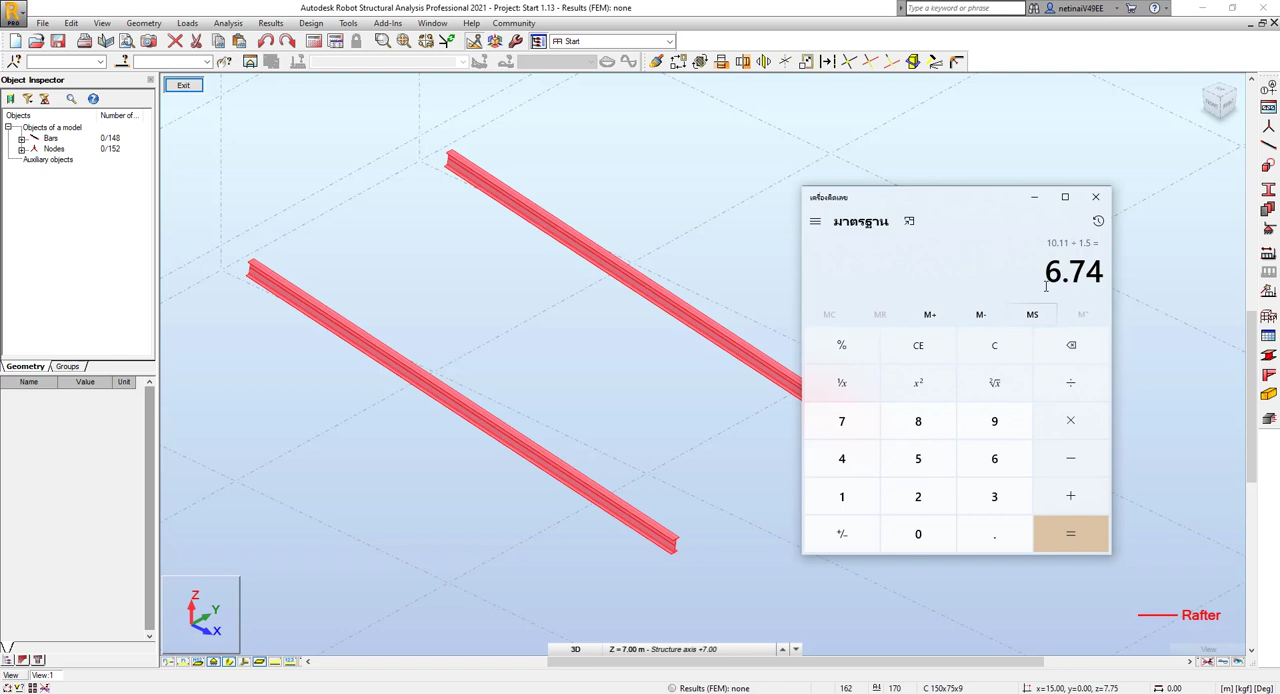 Autodesk Robot Structural Analysis Professional 2021 - Project: Start 1.13 - Results (FEM): none
Type a keyword or phrase
netinaiV49EE
PRO
File Edit View Geometry Loads Analysis Results Design Tools Add-Ins Window Help Community
Start
Object Inspector
Exit
Objects Number of...
Objects of a model
Bars 0/148
Nodes 0/152
Auxiliary objects
Geometry Groups
Name Value Unit
เครื่องคิดเลข
มาตรฐาน
10.11 ÷ 1.5 =
6.74
MC MR M+ M- MS M˅
% CE C
¹/x x² ²√x ÷
7 8 9 ×
4 5 6 −
1 2 3 +
+/− 0 . =
Z
Y
X
Rafter
3D Z = 7.00 m - Structure axis +7.00
View
View View:1
Results (FEM): none 162 170 C 150x75x9 x=15.00, y=0.00, z=7.75 0.00 [m] [kgf] [Deg]